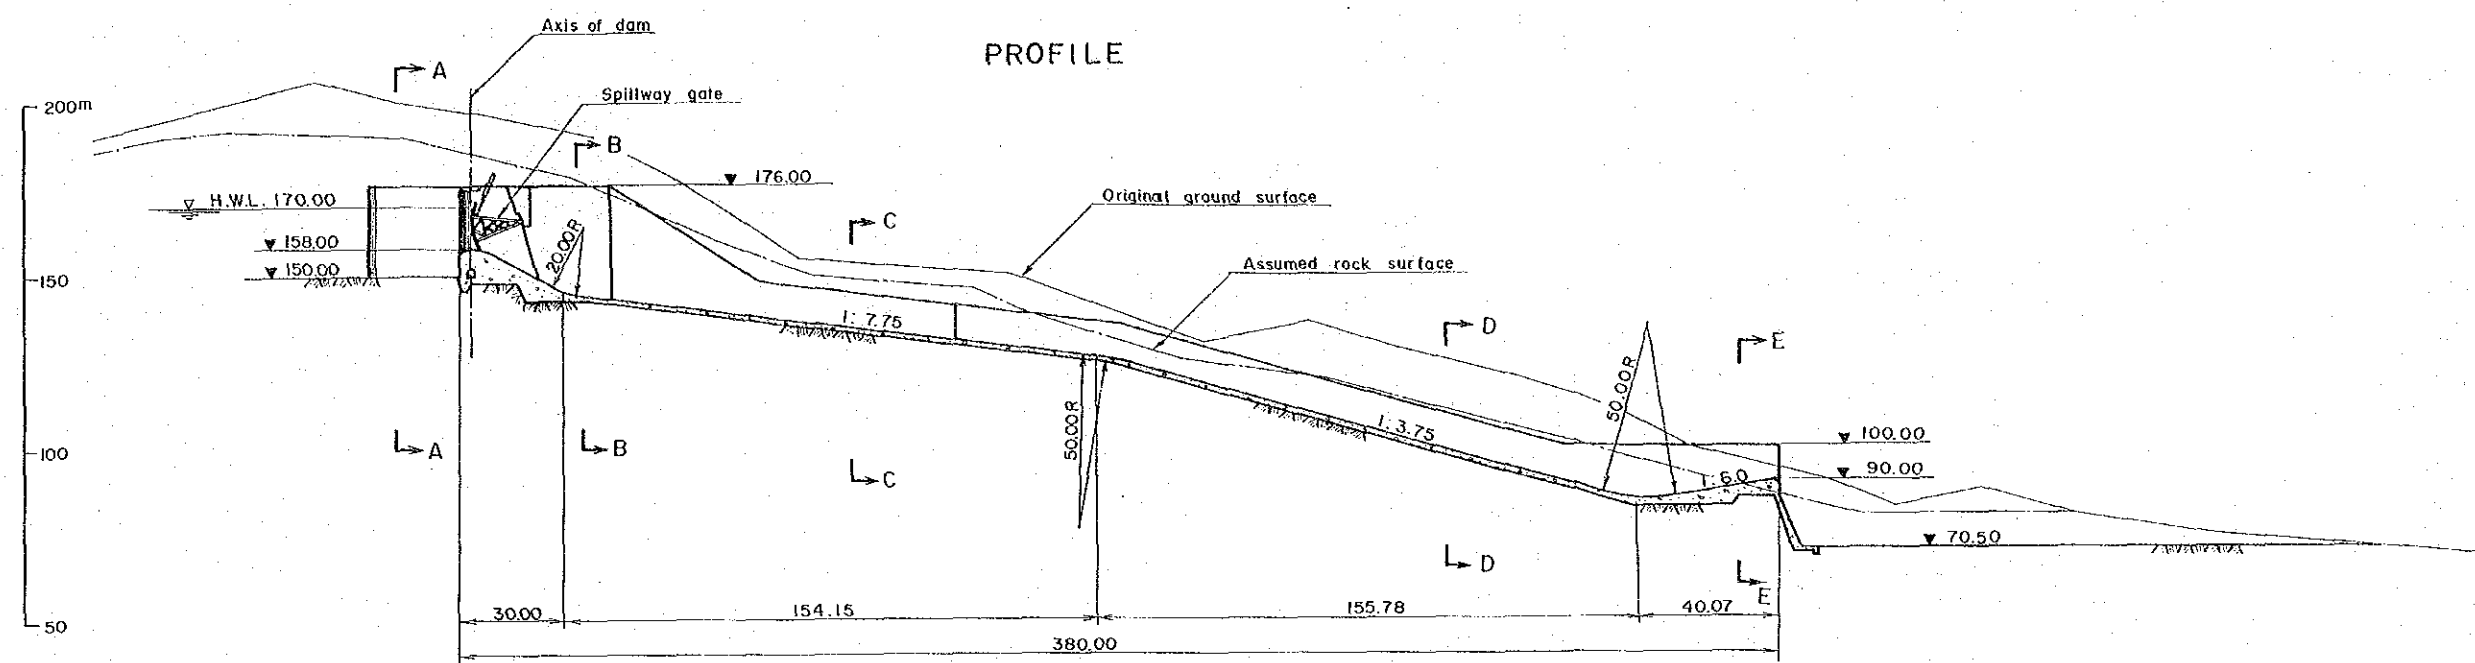 Axis of dam
PROFILE
A
200m
Spillway gate
B
176.00
H.W.L. 170.00
Original ground surface
C
158.00
20.00R
150.00
150
Assumed rock surface
1: 7.75
D
E
50.00R
50.00R
1: 3.75
A
B
100
C
100.00
90.00
1: 6.0
70.50
D
E
50
30.00
154.15
155.78
40.07
380.00